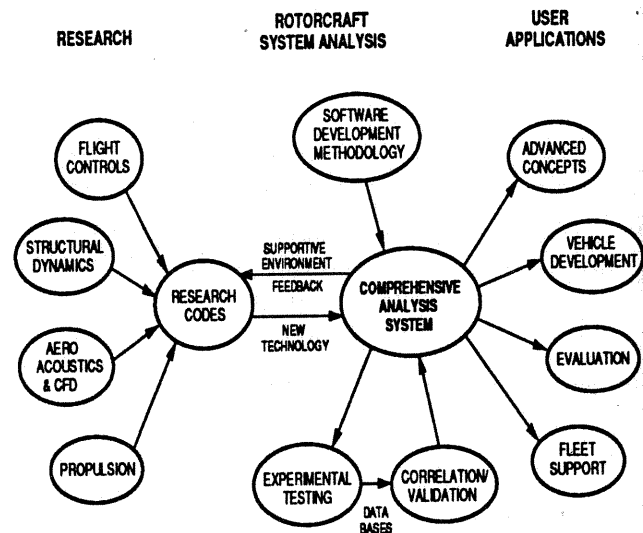 RESEARCH
ROTORCRAFT
SYSTEM ANALYSIS
USER
APPLICATIONS
FLIGHT
CONTROLS
STRUCTURAL
DYNAMICS
AERO
ACOUSTICS
& CFD
PROPULSION
RESEARCH
CODES
SUPPORTIVE
ENVIRONMENT
FEEDBACK
NEW
TECHNOLOGY
SOFTWARE
DEVELOPMENT
METHODOLOGY
COMPREHENSIVE
ANALYSIS
SYSTEM
EXPERIMENTAL
TESTING
DATA
BASES
CORRELATION/
VALIDATION
ADVANCED
CONCEPTS
VEHICLE
DEVELOPMENT
EVALUATION
FLEET
SUPPORT